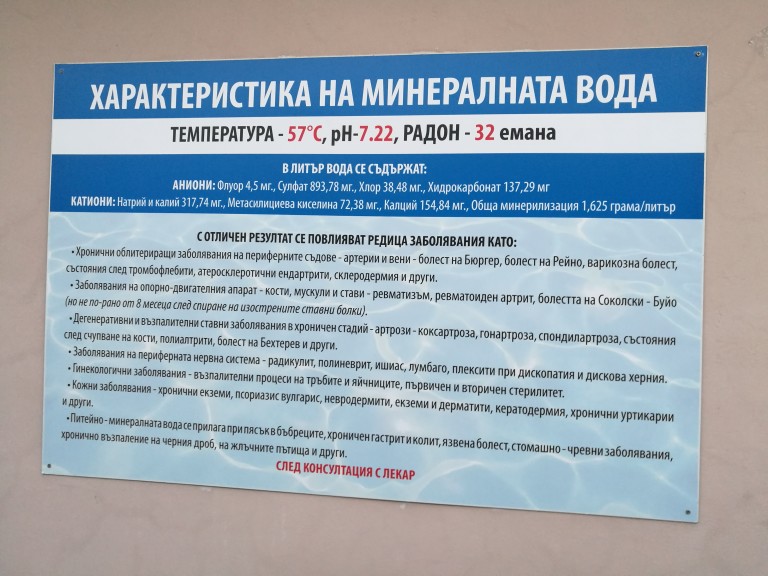 ХАРАКТЕРИСТИКА НА МИНЕРАЛНАТА ВОДА
ТЕМПЕРАТУРА - 57°C, pH-7.22, РАДОН - 32 емана
В ЛИТЪР ВОДА СЕ СЪДЪРЖАТ:
АНИОНИ: Флуор 4,5 мг., Сулфат 893,78 мг., Хлор 38,48 мг., Хидрокарбонат 137,29 мг
КАТИОНИ: Натрий и калий 317,74 мг., Метасилициева киселина 72,38 мг., Калций 154,84 мг., Обща минерилизация 1,625 грама/литър
С ОТЛИЧЕН РЕЗУЛТАТ СЕ ПОВЛИЯВАТ РЕДИЦА ЗАБОЛЯВАНИЯ КАТО:
• Хронични облитериращи заболявания на периферните съдове - артерии и вени - болест на Бюргер, болест на Рейно, варикозна болест,
състояния след тромбофлебити, атеросклеротични ендартрити, склеродермия и други.
• Заболявания на опорно-двигателния апарат - кости, мускули и стави - ревматизъм, ревматоиден артрит, болестта на Соколски - Буйо
(но не по-рано от 8 месеца след спиране на изострените ставни болки).
• Дегенеративни и възпалителни ставни заболявания в хроничен стадий - артрози - коксартроза, гонартроза, спондилартроза, състояния
след счупване на кости, полиалтрити, болест на Бехтерев и други.
• Заболявания на периферната нервна система - радикулит, полиневрит, ишиас, лумбаго, плексити при дископатия и дискова херния.
• Гинекологични заболявания - възпалителни процеси на тръбите и яйчниците, първичен и вторичен стерилитет.
• Кожни заболявания - хронични екземи, псориазис вулгарис, невродермити, екземи и дерматити, кератодермия, хронични уртикарии
и други.
• Питейно - минералната вода се прилага при пясък в бъбреците, хроничен гастрит и колит, язвена болест, стомашно - чревни заболявания,
хронично възпаление на черния дроб, на жлъчните пътища и други.
СЛЕД КОНСУЛТАЦИЯ С ЛЕКАР